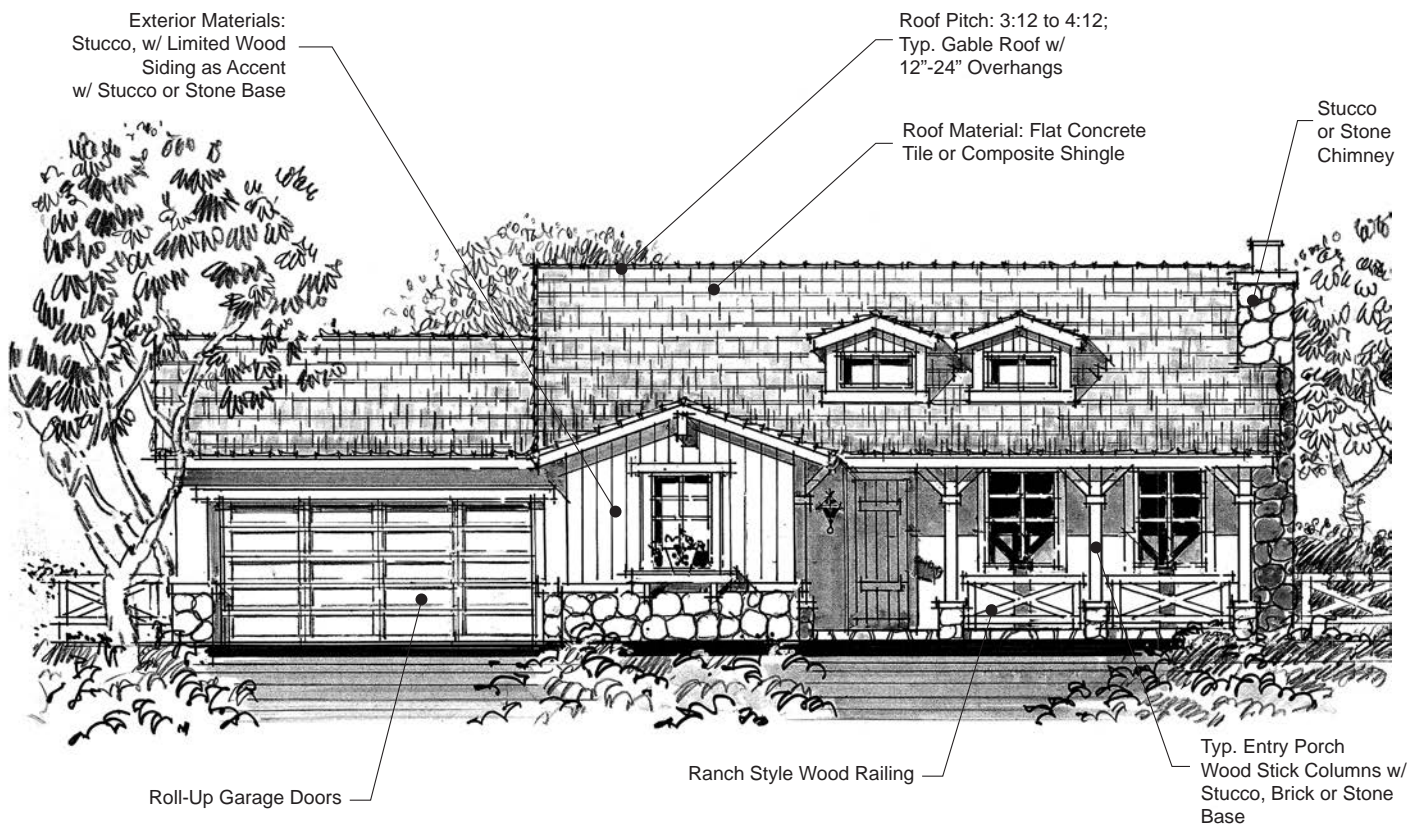 Exterior Materials:
Stucco, w/ Limited Wood
Siding as Accent
w/ Stucco or Stone Base
Roof Pitch: 3:12 to 4:12;
Typ. Gable Roof w/
12”-24” Overhangs
Roof Material: Flat Concrete
Tile or Composite Shingle
Stucco
or Stone
Chimney
Roll-Up Garage Doors
Ranch Style Wood Railing
Typ. Entry Porch
Wood Stick Columns w/
Stucco, Brick or Stone
Base